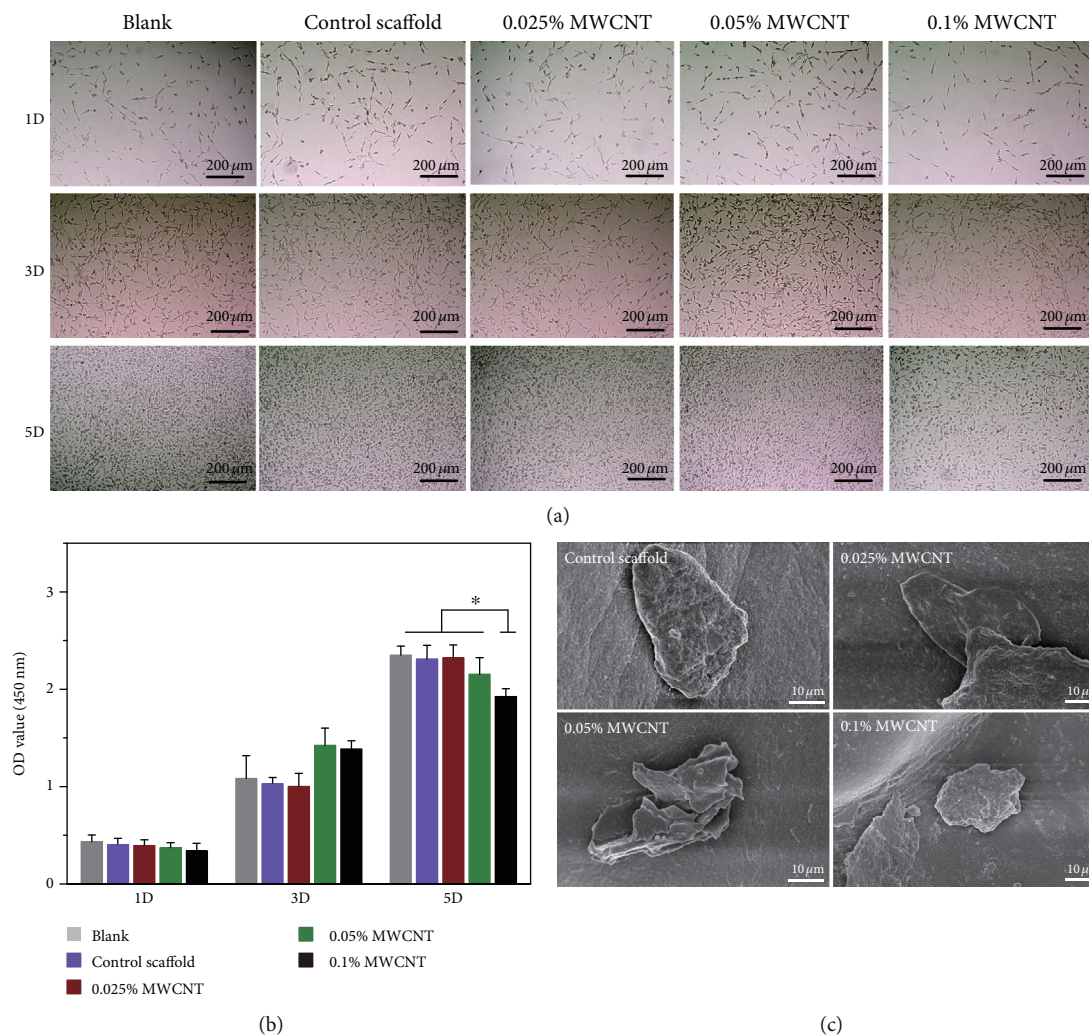 Blank Control scaffold 0.025% MWCNT 0.05% MWCNT 0.1% MWCNT
1D
200 μm 200 μm 200 μm 200 μm 200 μm
3D
200 μm 200 μm 200 μm 200 μm 200 μm
5D
200 μm 200 μm 200 μm 200 μm 200 μm
(a)
3
2
1
0
OD value (450 nm)
*
1D 3D 5D
Blank
Control scaffold
0.025% MWCNT
0.05% MWCNT
0.1% MWCNT
(b)
Control scaffold
10 μm
0.025% MWCNT
10 μm
0.05% MWCNT
10 μm
0.1% MWCNT
10 μm
(c)